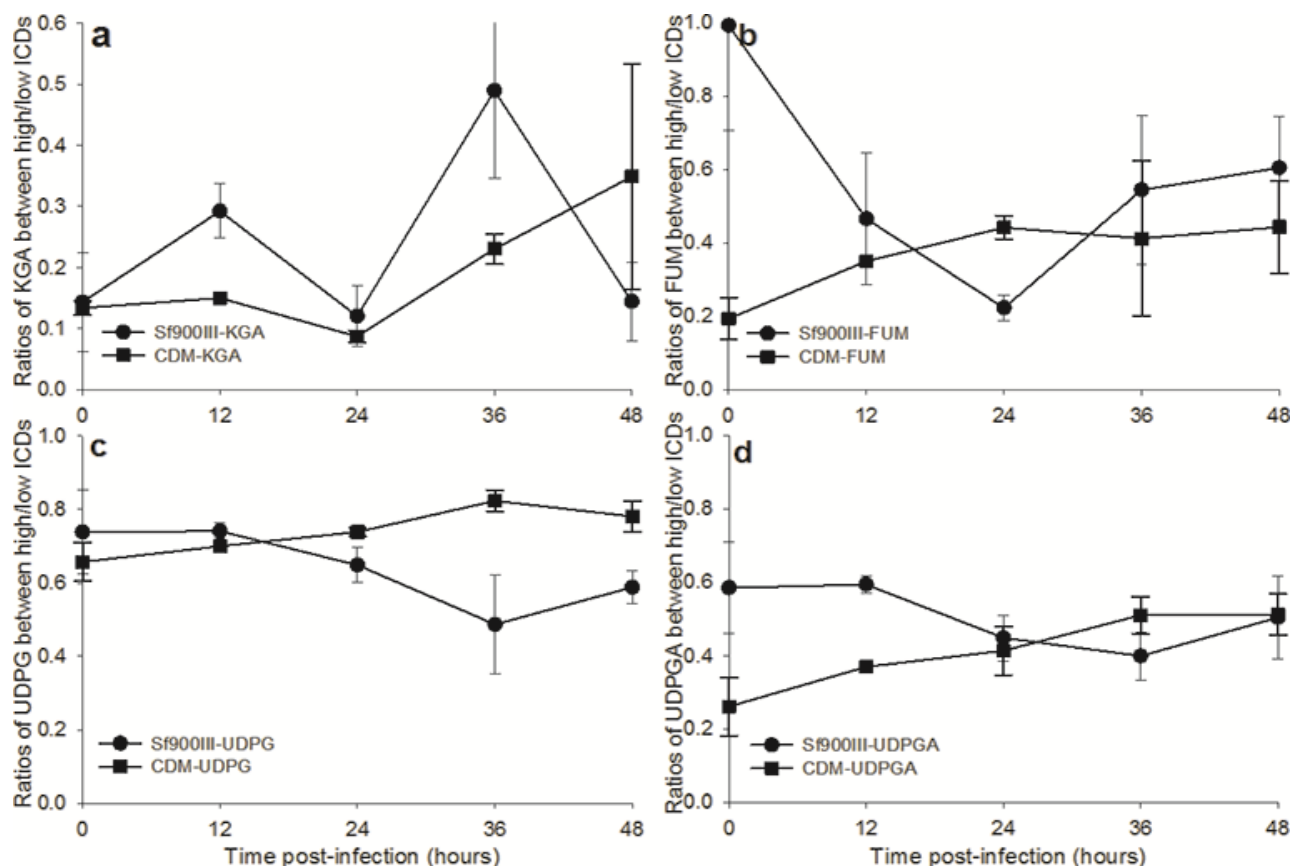 a
Ratios of KGA between high/low ICDs
0.6
0.5
0.4
0.3
0.2
0.1
0.0
Sf900III-KGA
CDM-KGA
0 12 24 36 48
b
Ratios of FUM between high/low ICDs
1.0
0.8
0.6
0.4
0.2
0.0
Sf900III-FUM
CDM-FUM
0 12 24 36 48
c
Ratios of UDPG between high/low ICDs
1.0
0.8
0.6
0.4
0.2
0.0
Sf900III-UDPG
CDM-UDPG
0 12 24 36 48
Time post-infection (hours)
d
Ratios of UDPGA between high/low ICDs
1.0
0.8
0.6
0.4
0.2
0.0
Sf900III-UDPGA
CDM-UDPGA
0 12 24 36 48
Time post-infection (hours)